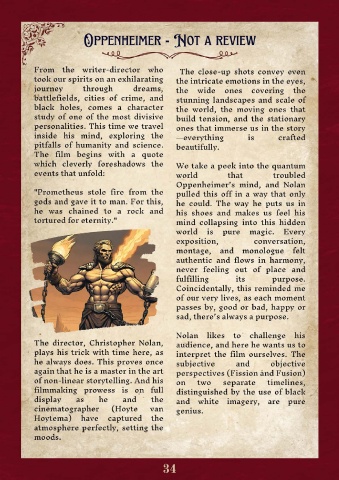 Oppenheimer - Not a review
From the writer-director who
took our spirits on an exhilarating
journey through dreams,
battlefields, cities of crime, and
black holes, comes a character
study of one of the most divisive
personalities. This time we travel
inside his mind, exploring the
pitfalls of humanity and science.
The film begins with a quote
which cleverly foreshadows the
events that unfold:
"Prometheus stole fire from the
gods and gave it to man. For this,
he was chained to a rock and
tortured for eternity."
The director, Christopher Nolan,
plays his trick with time here, as
he always does. This proves once
again that he is a master in the art
of non-linear storytelling. And his
filmmaking prowess is on full
display as he and the
cinematographer (Hoyte van
Hoytema) have captured the
atmosphere perfectly, setting the
moods.
The close-up shots convey even
the intricate emotions in the eyes,
the wide ones covering the
stunning landscapes and scale of
the world, the moving ones that
build tension, and the stationary
ones that immerse us in the story
—everything is crafted
beautifully.
We take a peek into the quantum
world that troubled
Oppenheimer's mind, and Nolan
pulled this off in a way that only
he could. The way he puts us in
his shoes and makes us feel his
mind collapsing into this hidden
world is pure magic. Every
exposition, conversation,
montage, and monologue felt
authentic and flows in harmony,
never feeling out of place and
fulfilling its purpose.
Coincidentally, this reminded me
of our very lives, as each moment
passes by, good or bad, happy or
sad, there's always a purpose.
Nolan likes to challenge his
audience, and here he wants us to
interpret the film ourselves. The
subjective and objective
perspectives (Fission and Fusion)
on two separate timelines,
distinguished by the use of black
and white imagery, are pure
genius.
34